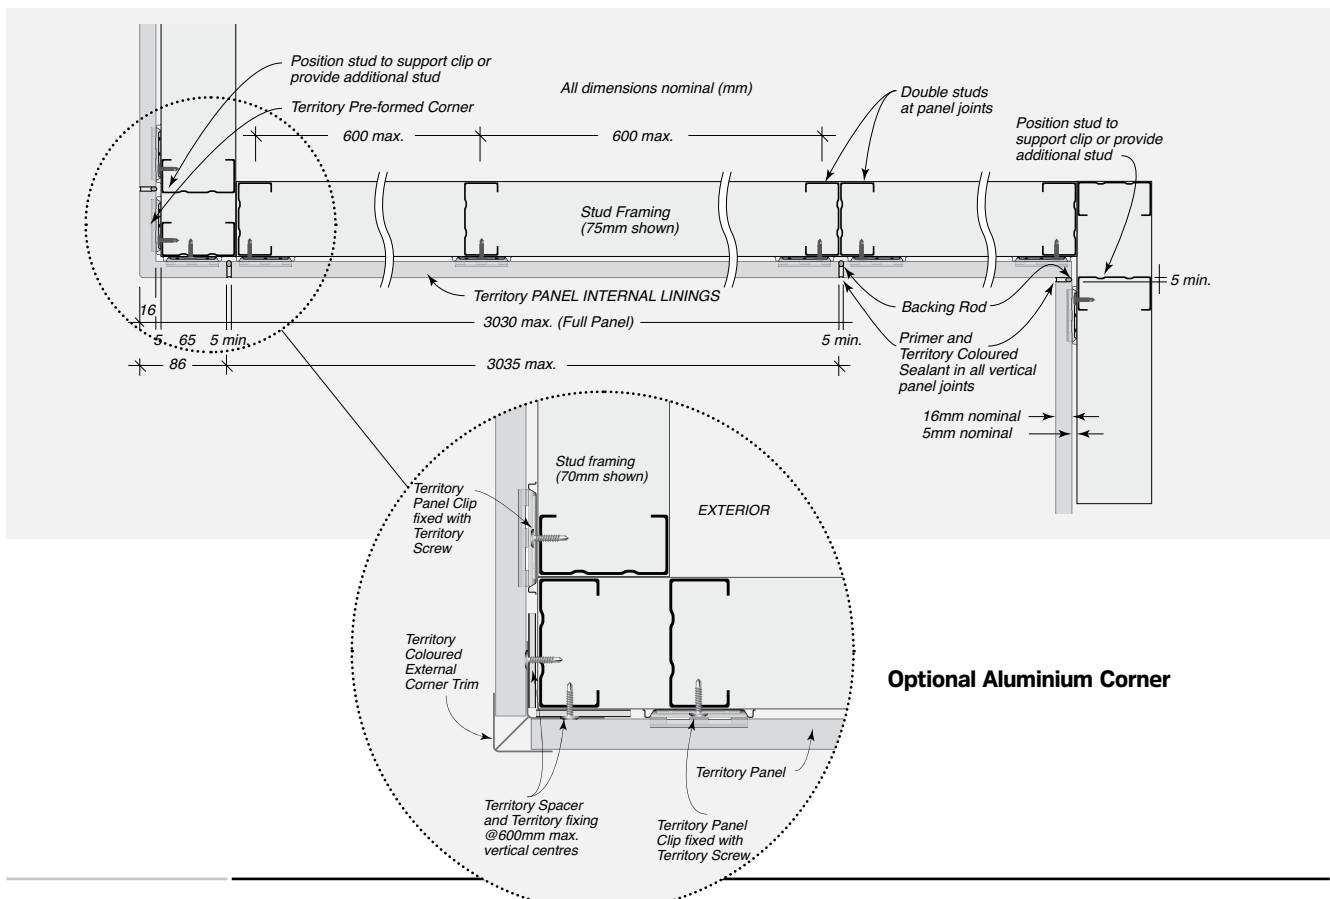 Position stud to support clip or
provide additional stud
All dimensions nominal (mm)
Double studs
at panel joints
Territory Pre-formed Corner
Position stud to
support clip or provide
additional stud
600 max.
600 max.
Stud Framing
(75mm shown)
5 min.
Territory PANEL INTERNAL LININGS
Backing Rod
16
3030 max. (Full Panel)
5
65
5 min.
5 min.
Primer and
Territory Coloured
Sealant in all vertical
panel joints
86
3035 max.
16mm nominal
5mm nominal
Stud framing
(70mm shown)
Territory
Panel Clip
fixed with
Territory
Screw
EXTERIOR
Territory
Coloured
External
Corner Trim
Optional Aluminium Corner
Territory Panel
Territory Spacer
and Territory fixing
@600mm max.
vertical centres
Territory Panel
Clip fixed with
Territory Screw